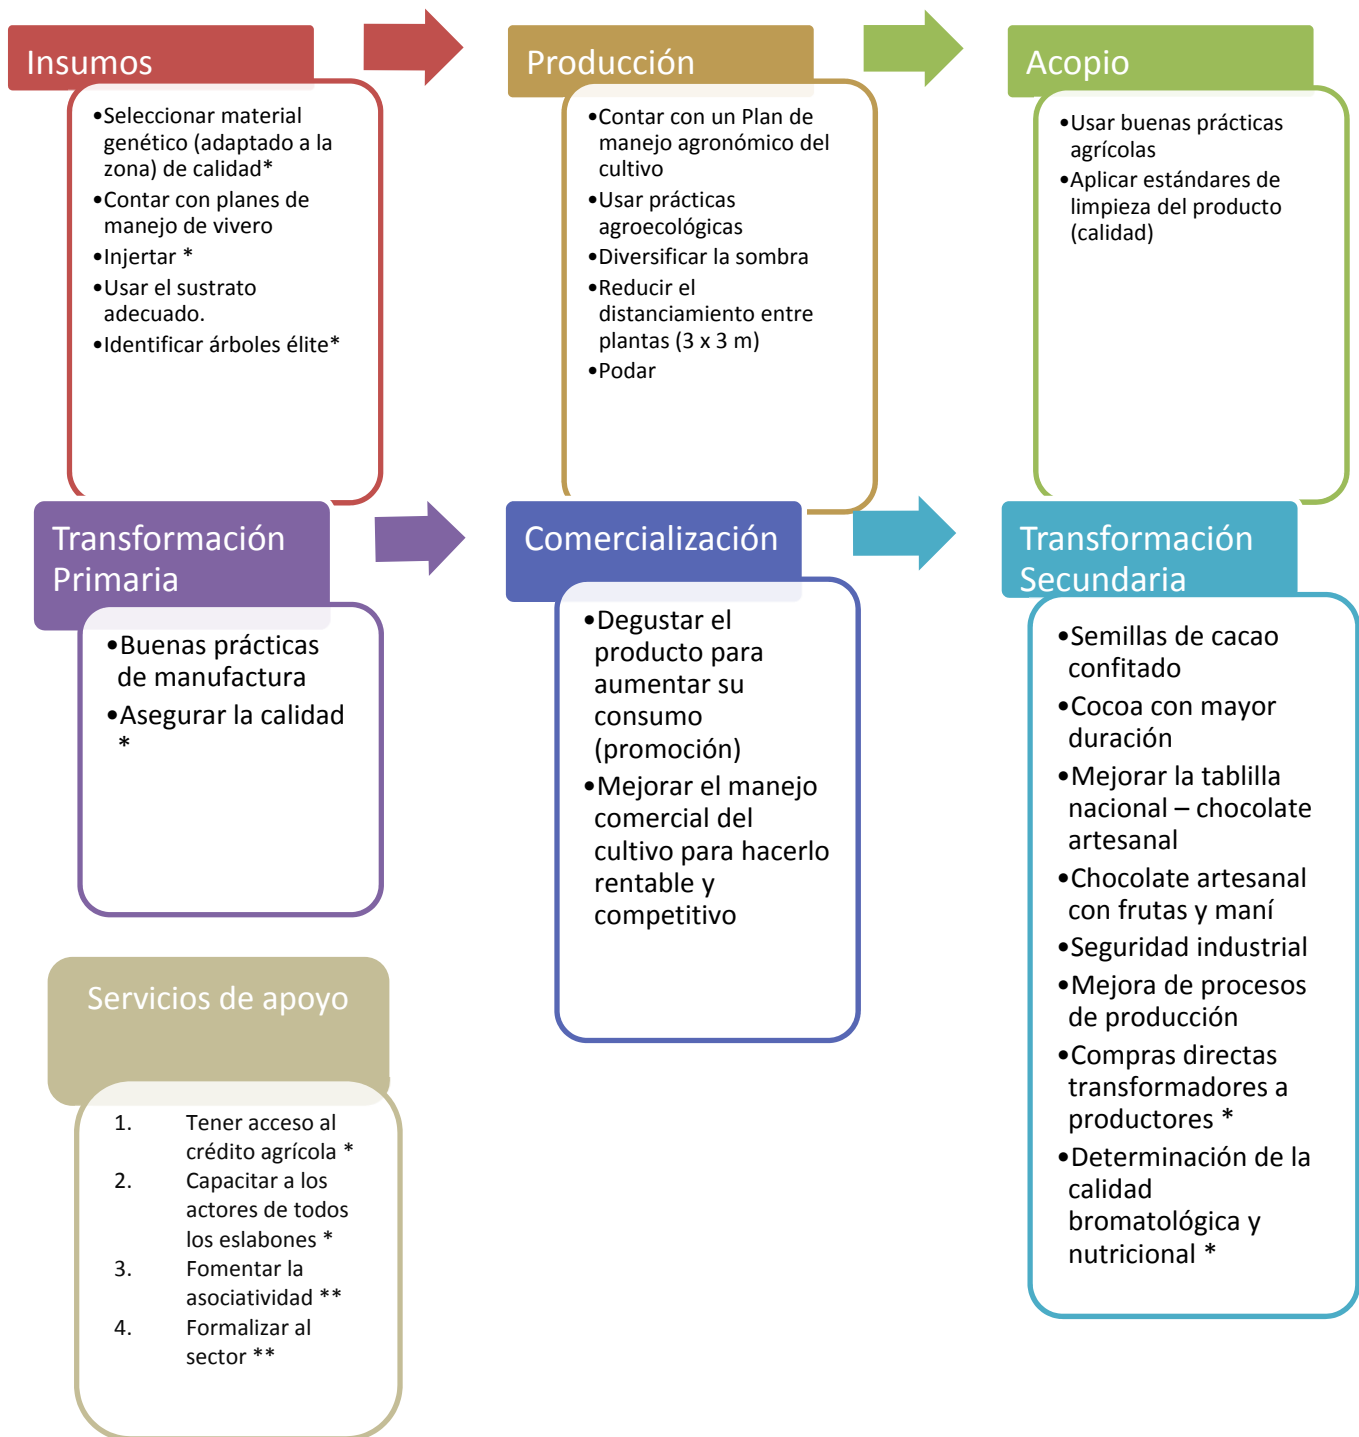 Insumos
•Seleccionar material
genético (adaptado a la
zona) de calidad*
•Contar con planes de
manejo de vivero
•Injertar *
•Usar el sustrato
adecuado.
•Identificar árboles élite*
Producción
•Contar con un Plan de
manejo agronómico del
cultivo
•Usar prácticas
agroecológicas
•Diversificar la sombra
•Reducir el
distanciamiento entre
plantas (3 x 3 m)
•Podar
Acopio
•Usar buenas prácticas
agrícolas
•Aplicar estándares de
limpieza del producto
(calidad)
Transformación
Primaria
•Buenas prácticas
de manufactura
•Asegurar la calidad
*
Comercialización
•Degustar el
producto para
aumentar su
consumo
(promoción)
•Mejorar el manejo
comercial del
cultivo para hacerlo
rentable y
competitivo
Transformación
Secundaria
•Semillas de cacao
confitado
•Cocoa con mayor
duración
•Mejorar la tablilla
nacional – chocolate
artesanal
•Chocolate artesanal
con frutas y maní
•Seguridad industrial
•Mejora de procesos
de producción
•Compras directas
transformadores a
productores *
•Determinación de la
calidad
bromatológica y
nutricional *
Servicios de apoyo
1. Tener acceso al
crédito agrícola *
2. Capacitar a los
actores de todos
los eslabones *
3. Fomentar la
asociatividad **
4. Formalizar al
sector **